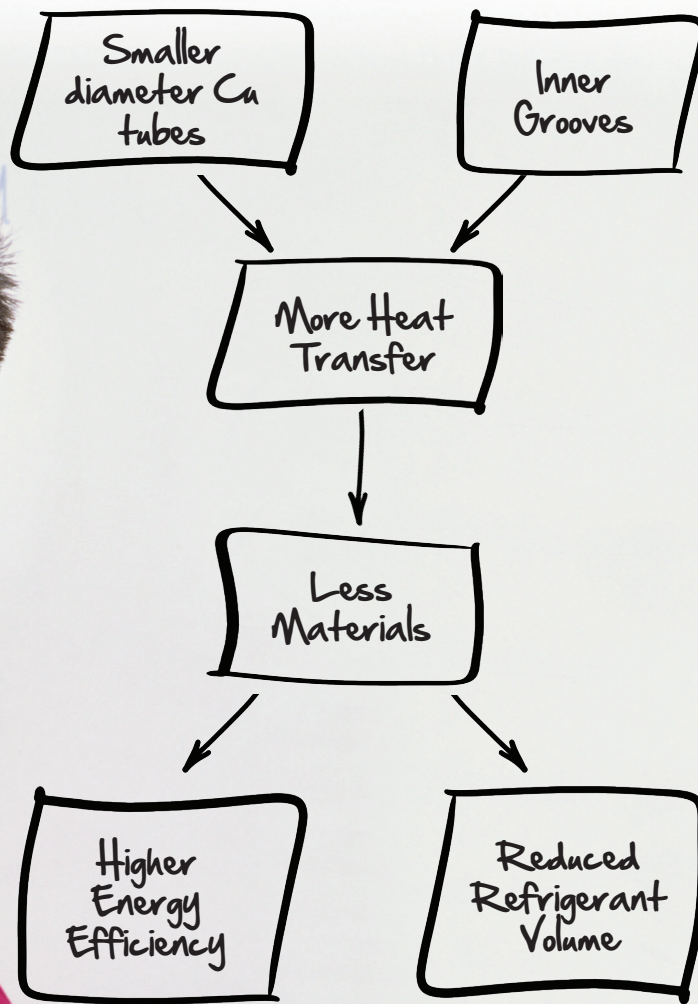 Smaller
diameter Cu
tubes
Inner
Grooves
More Heat
Transfer
Less
Materials
Higher
Energy
Efficiency
Reduced
Refrigerant
Volume